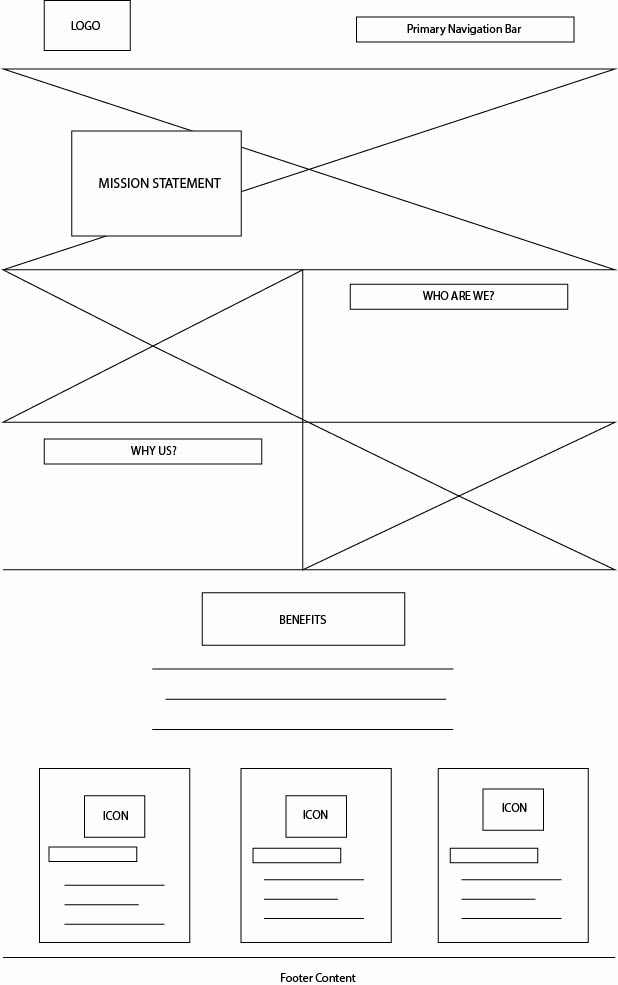 LOGO
Primary Navigation Bar
MISSION STATEMENT
WHO ARE WE?
WHY US?
BENEFITS
ICON
ICON
ICON
Footer Content